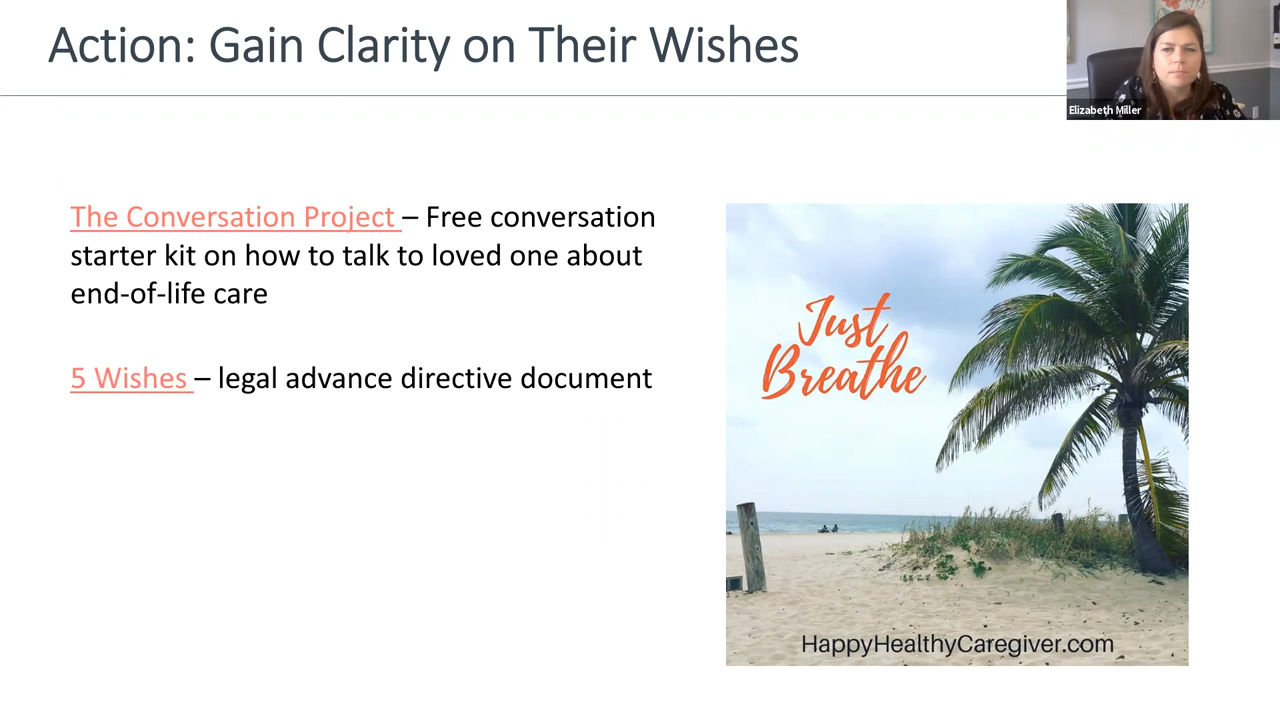 Action: Gain Clarity on Their Wishes
Elizabeth Miller
The Conversation Project – Free conversation
starter kit on how to talk to loved one about
end-of-life care
5 Wishes – legal advance directive document
Just
Breathe
HappyHealthyCaregiver.com